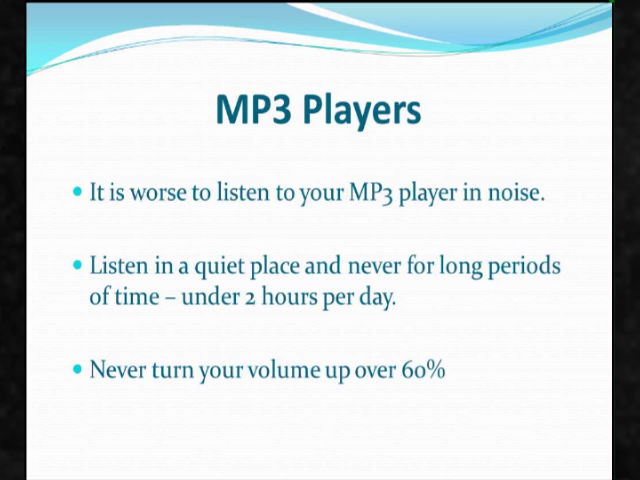 MP3 Players
• It is worse to listen to your MP3 player in noise.
• Listen in a quiet place and never for long periods
of time – under 2 hours per day.
• Never turn your volume up over 60%